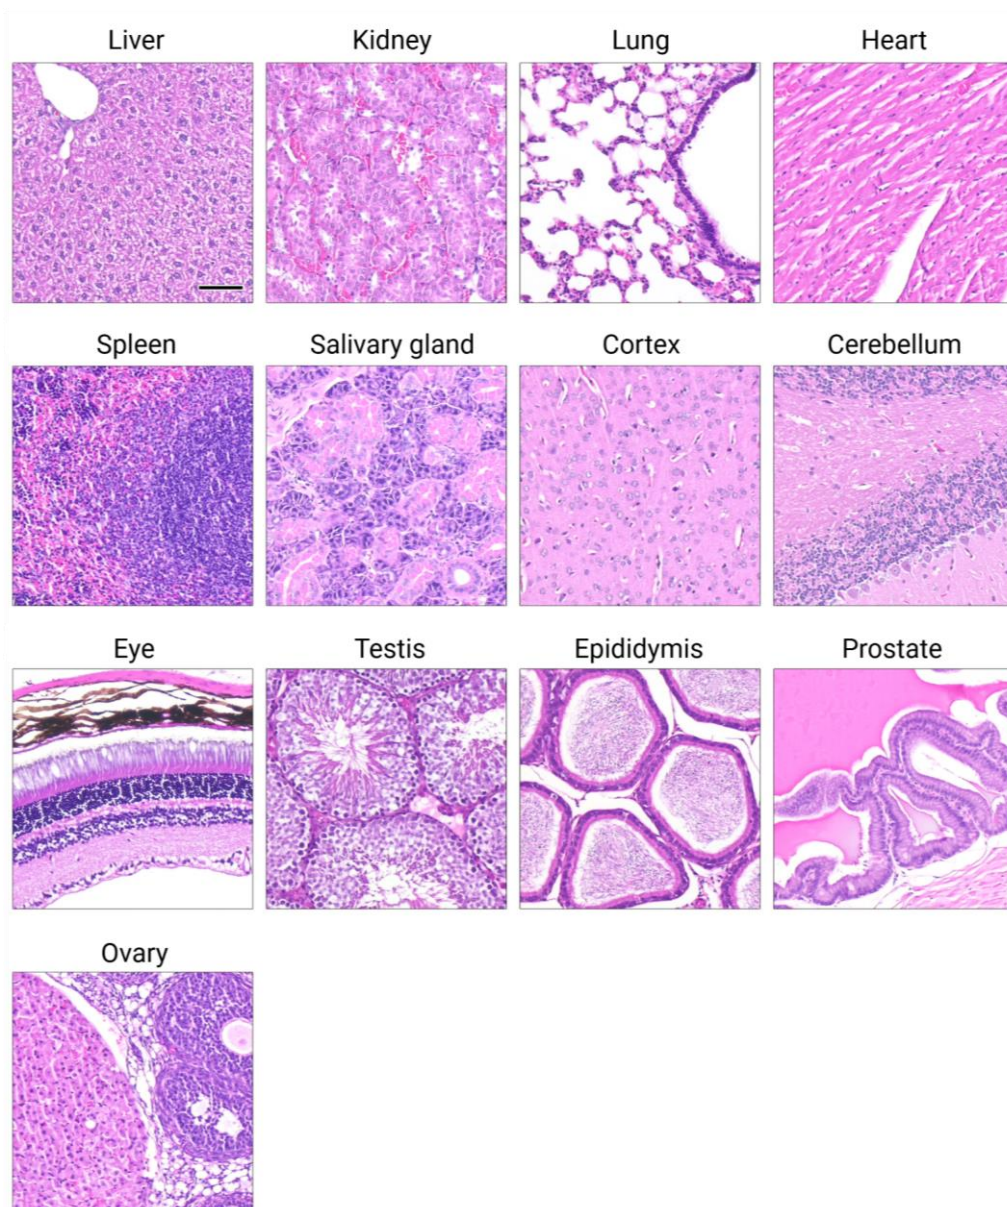 Liver Kidney Lung Heart
Spleen Salivary gland Cortex Cerebellum
Eye Testis Epididymis Prostate
Ovary